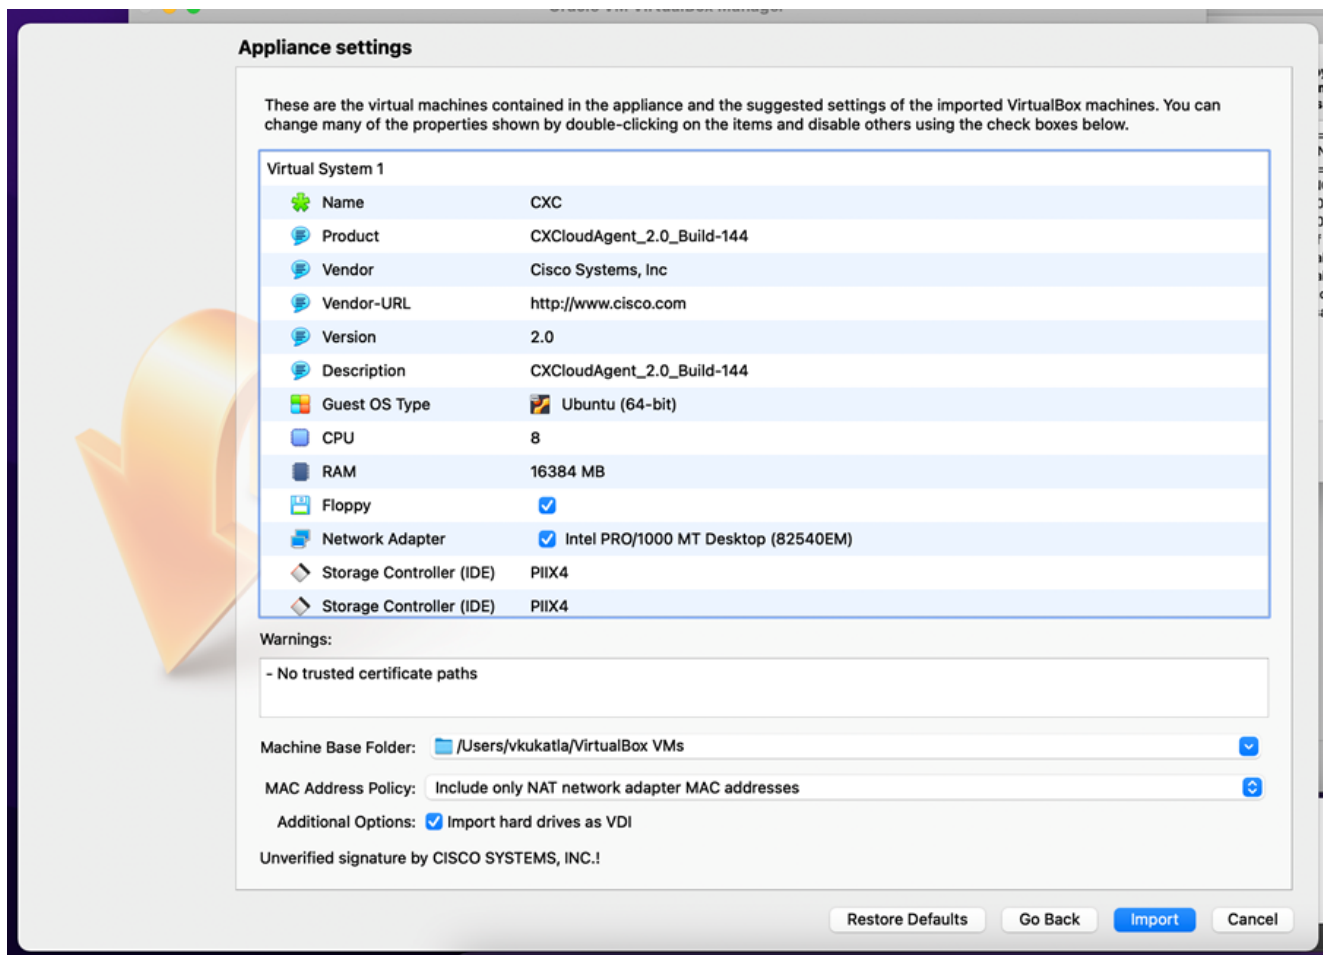 Appliance settings
These are the virtual machines contained in the appliance and the suggested settings of the imported VirtualBox machines. You can
change many of the properties shown by double-clicking on the items and disable others using the check boxes below.
Virtual System 1
Name CXC
Product CXCloudAgent_2.0_Build-144
Vendor Cisco Systems, Inc
Vendor-URL http://www.cisco.com
Version 2.0
Description CXCloudAgent_2.0_Build-144
Guest OS Type Ubuntu (64-bit)
CPU 8
RAM 16384 MB
Floppy
Network Adapter Intel PRO/1000 MT Desktop (82540EM)
Storage Controller (IDE) PIIX4
Storage Controller (IDE) PIIX4
Warnings:
- No trusted certificate paths
Machine Base Folder: /Users/vkukatla/VirtualBox VMs
MAC Address Policy: Include only NAT network adapter MAC addresses
Additional Options: Import hard drives as VDI
Unverified signature by CISCO SYSTEMS, INC.!
Restore Defaults Go Back Import Cancel